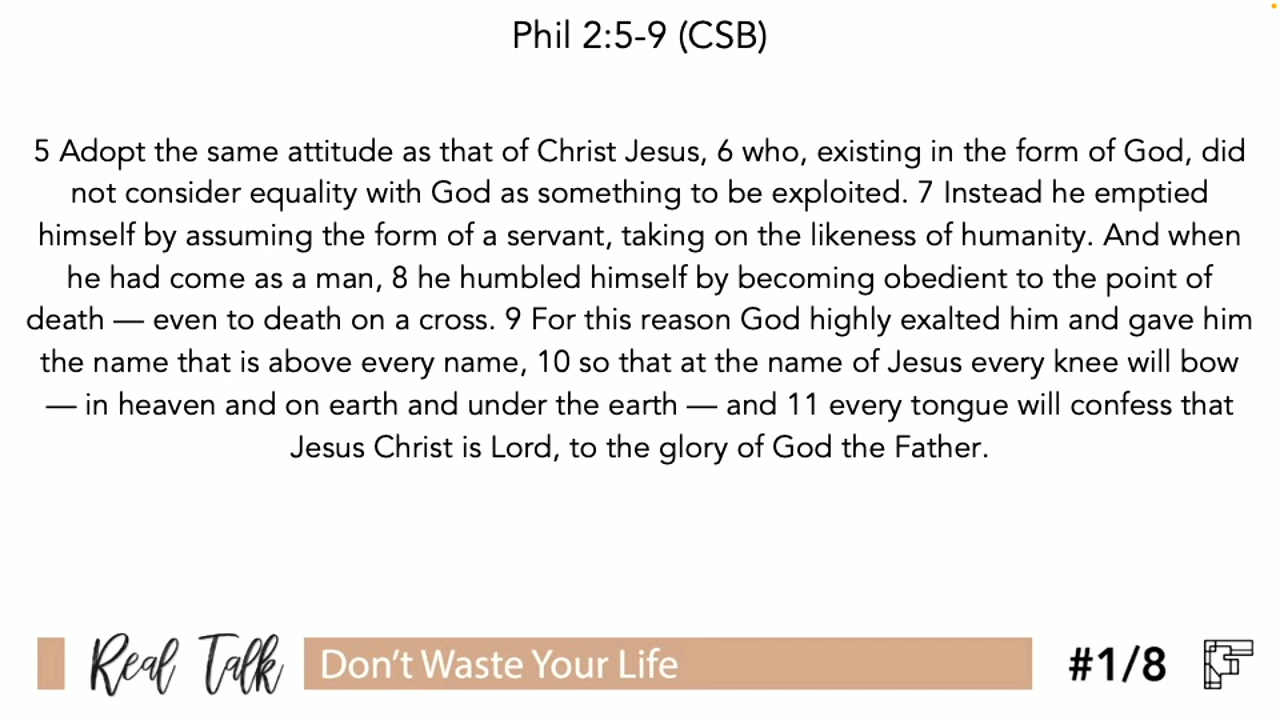 Phil 2:5-9 (CSB)
5 Adopt the same attitude as that of Christ Jesus, 6 who, existing in the form of God, did
not consider equality with God as something to be exploited. 7 Instead he emptied
himself by assuming the form of a servant, taking on the likeness of humanity. And when
he had come as a man, 8 he humbled himself by becoming obedient to the point of
death — even to death on a cross. 9 For this reason God highly exalted him and gave him
the name that is above every name, 10 so that at the name of Jesus every knee will bow
— in heaven and on earth and under the earth — and 11 every tongue will confess that
Jesus Christ is Lord, to the glory of God the Father.
Real Talk Don't Waste Your Life #1/8